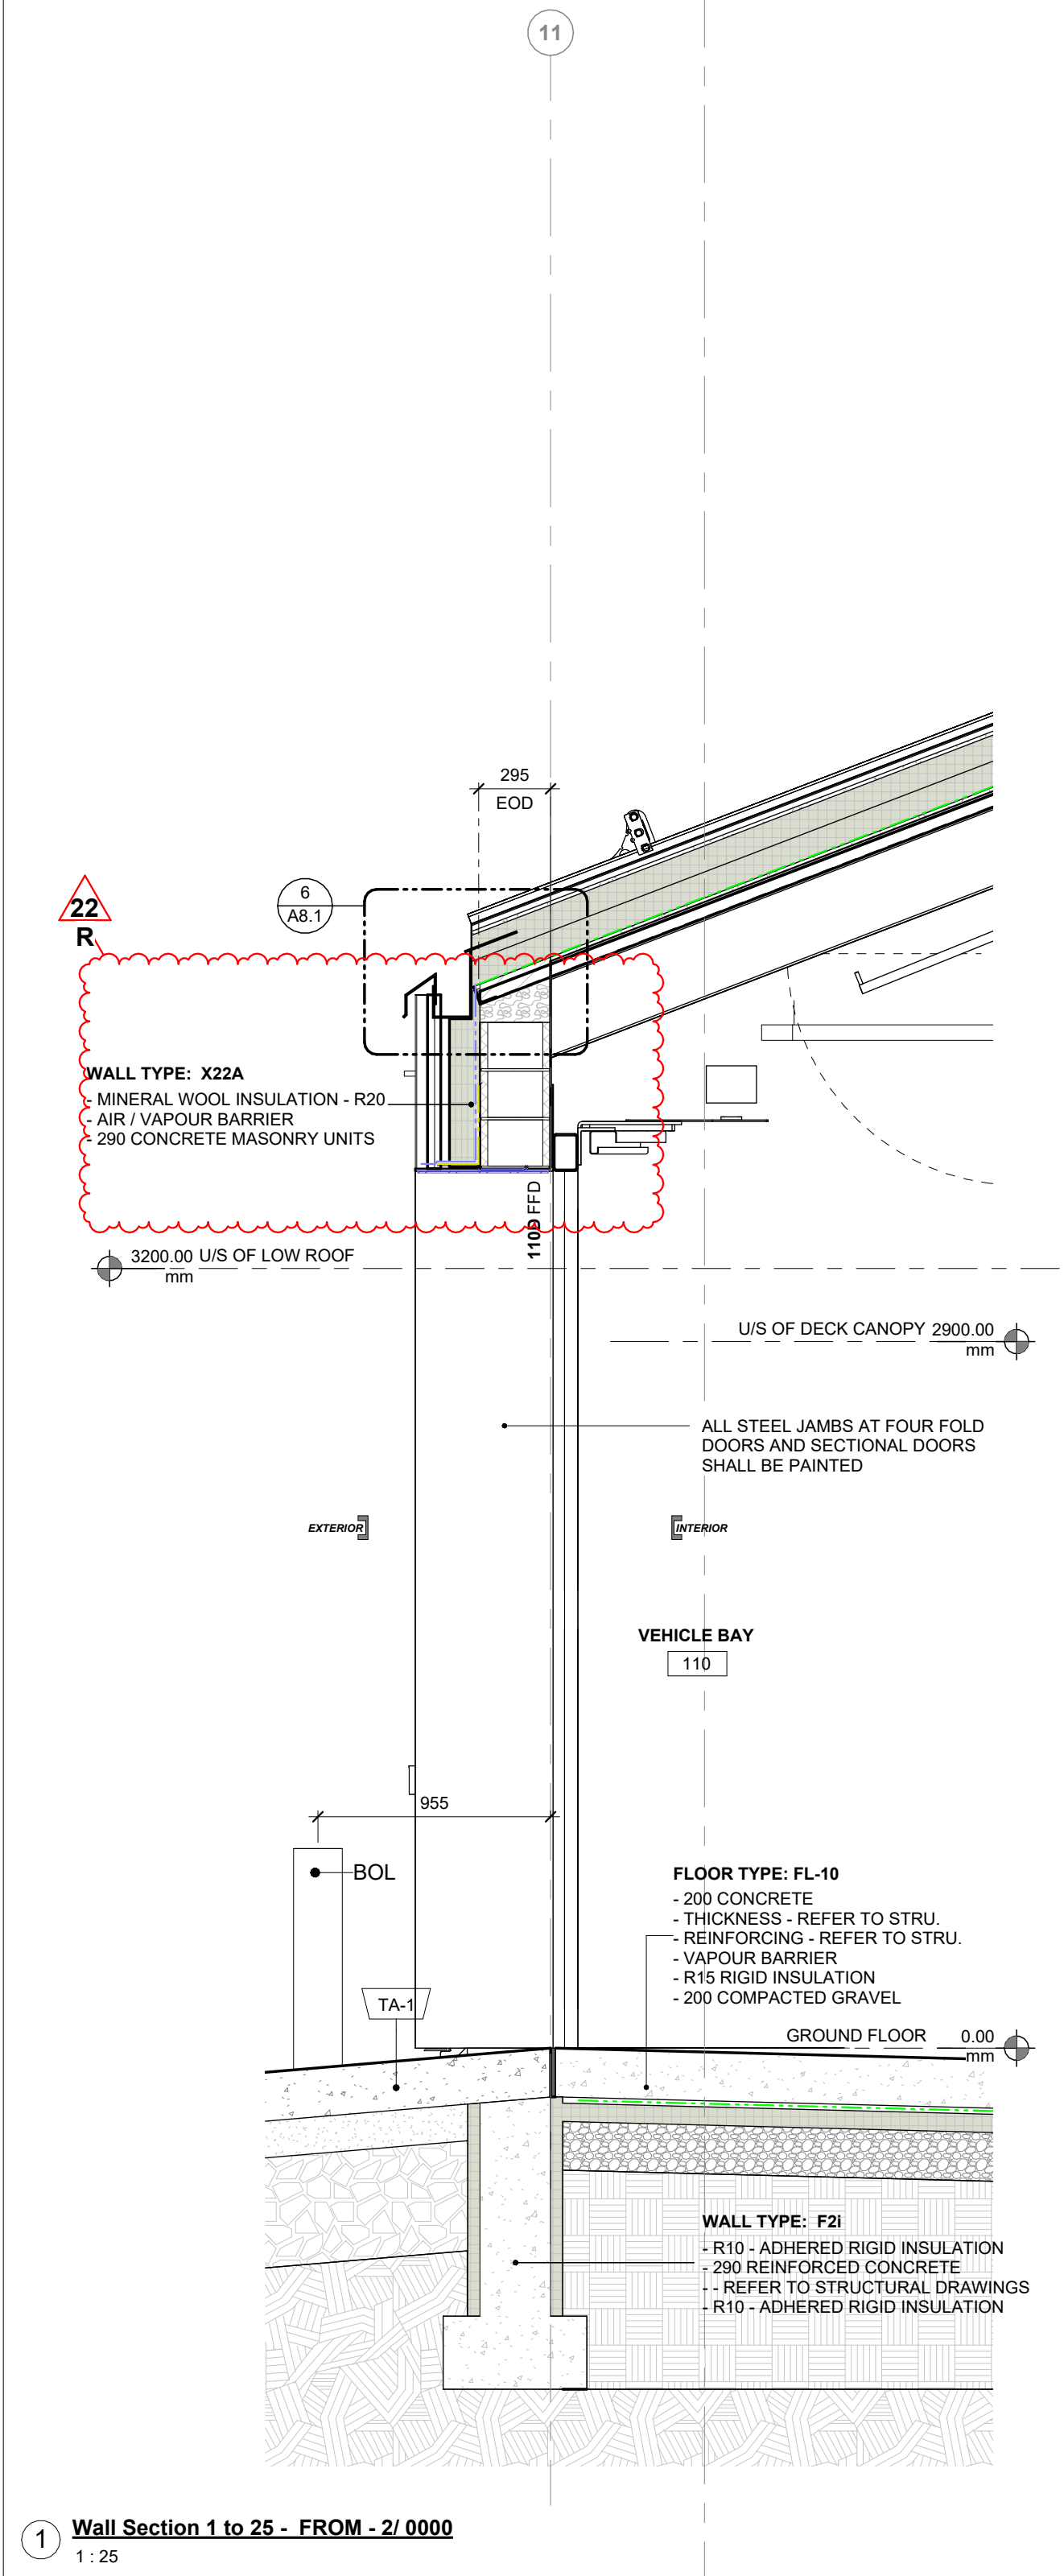 11
295
EOD
22
R
6
A8.1
WALL TYPE: X22A
- MINERAL WOOL INSULATION - R20
- AIR / VAPOUR BARRIER
- 290 CONCRETE MASONRY UNITS
110D FFD
3200.00 U/S OF LOW ROOF
mm
U/S OF DECK CANOPY 2900.00
mm
ALL STEEL JAMBS AT FOUR FOLD
DOORS AND SECTIONAL DOORS
SHALL BE PAINTED
EXTERIOR
INTERIOR
VEHICLE BAY
110
955
BOL
FLOOR TYPE: FL-10
- 200 CONCRETE
- THICKNESS - REFER TO STRU.
- REINFORCING - REFER TO STRU.
- VAPOUR BARRIER
- R15 RIGID INSULATION
- 200 COMPACTED GRAVEL
TA-1
GROUND FLOOR 0.00
mm
WALL TYPE: F2i
- R10 - ADHERED RIGID INSULATION
- 290 REINFORCED CONCRETE
- - REFER TO STRUCTURAL DRAWINGS
- R10 - ADHERED RIGID INSULATION
1
Wall Section 1 to 25 - FROM - 2/ 0000
1 : 25